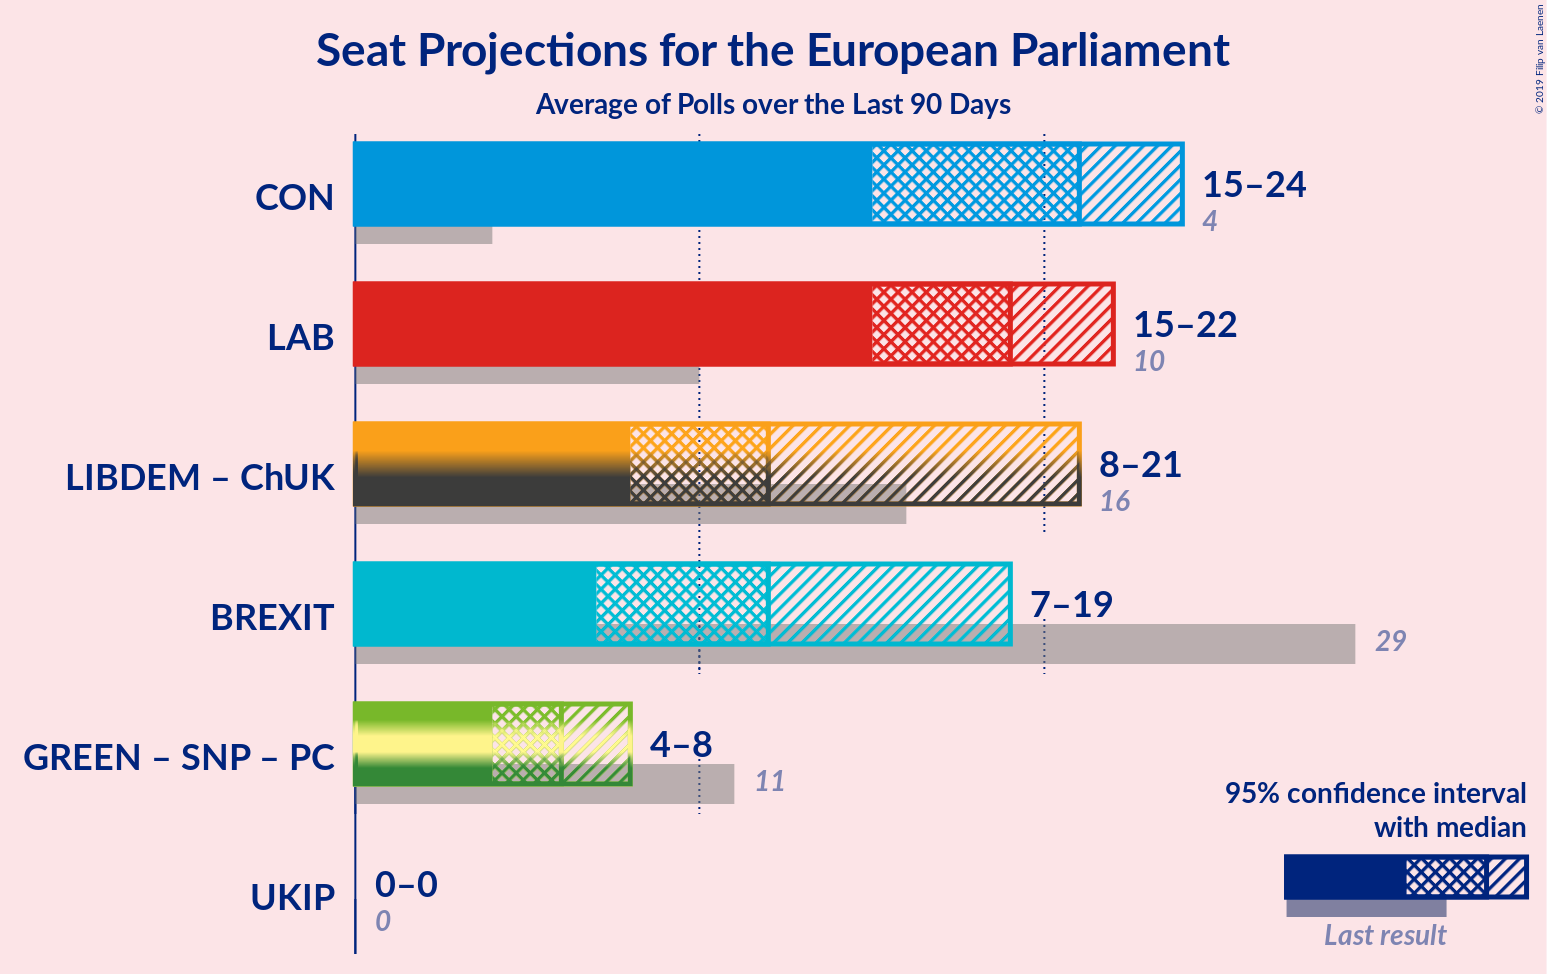 Seat Projections for the European Parliament
Average of Polls over the Last 90 Days
© 2019 Filip van Laenen
CON
15–24
4
LAB
15–22
10
LIBDEM – ChUK
8–21
16
BREXIT
7–19
29
GREEN – SNP – PC
4–8
11
UKIP
0–0
0
95% confidence interval
with median
Last result